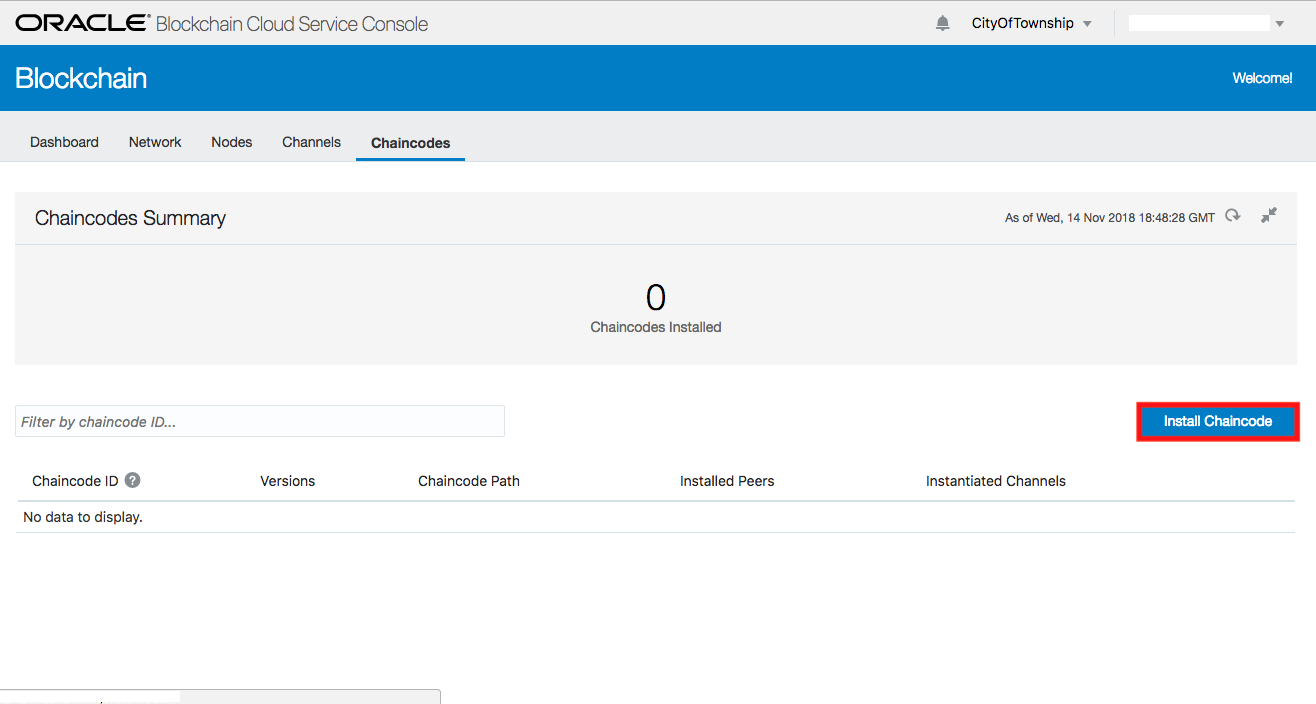 ORACLE® Blockchain Cloud Service Console
CityOfTownship
Blockchain
Welcome!
Dashboard Network Nodes Channels Chaincodes
Chaincodes Summary
As of Wed, 14 Nov 2018 18:48:28 GMT
0
Chaincodes Installed
Filter by chaincode ID...
Install Chaincode
Chaincode ID ? Versions Chaincode Path Installed Peers Instantiated Channels
No data to display.